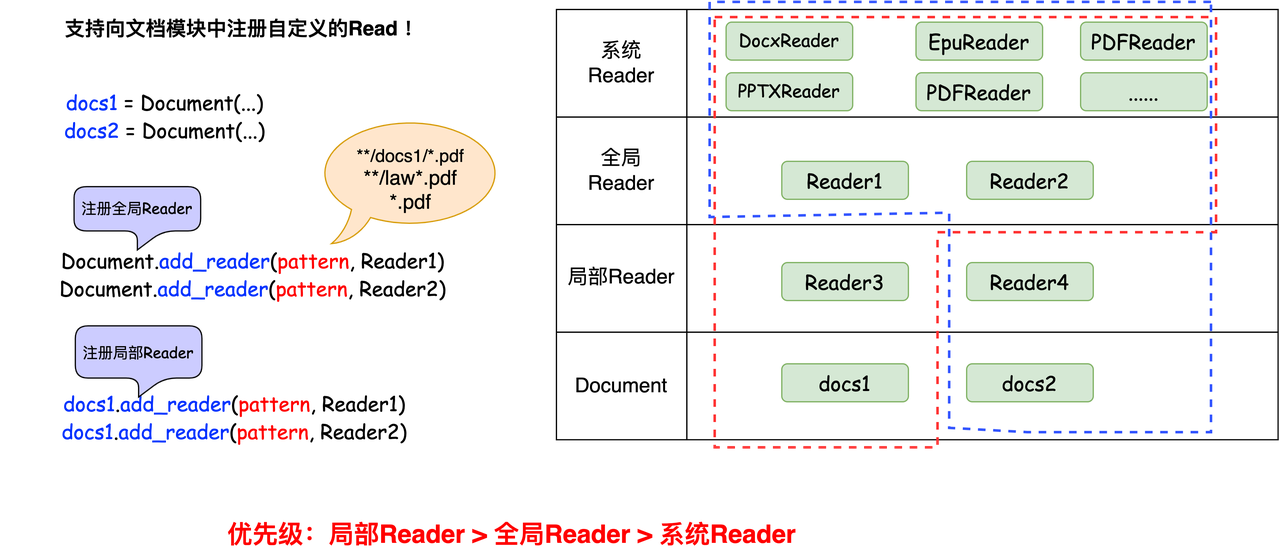 支持向文档模块中注册自定义的Read！
docs1 = Document(...)
docs2 = Document(...)
**/docs1/*.pdf
**/law*.pdf
*.pdf
注册全局Reader
Document.add_reader(pattern, Reader1)
Document.add_reader(pattern, Reader2)
注册局部Reader
docs1.add_reader(pattern, Reader1)
docs1.add_reader(pattern, Reader2)
系统
Reader
DocxReader EpuReader PDFReader
PPTXReader PDFReader ......
全局
Reader
Reader1 Reader2
局部Reader Reader3 Reader4
Document docs1 docs2
优先级：局部Reader > 全局Reader > 系统Reader